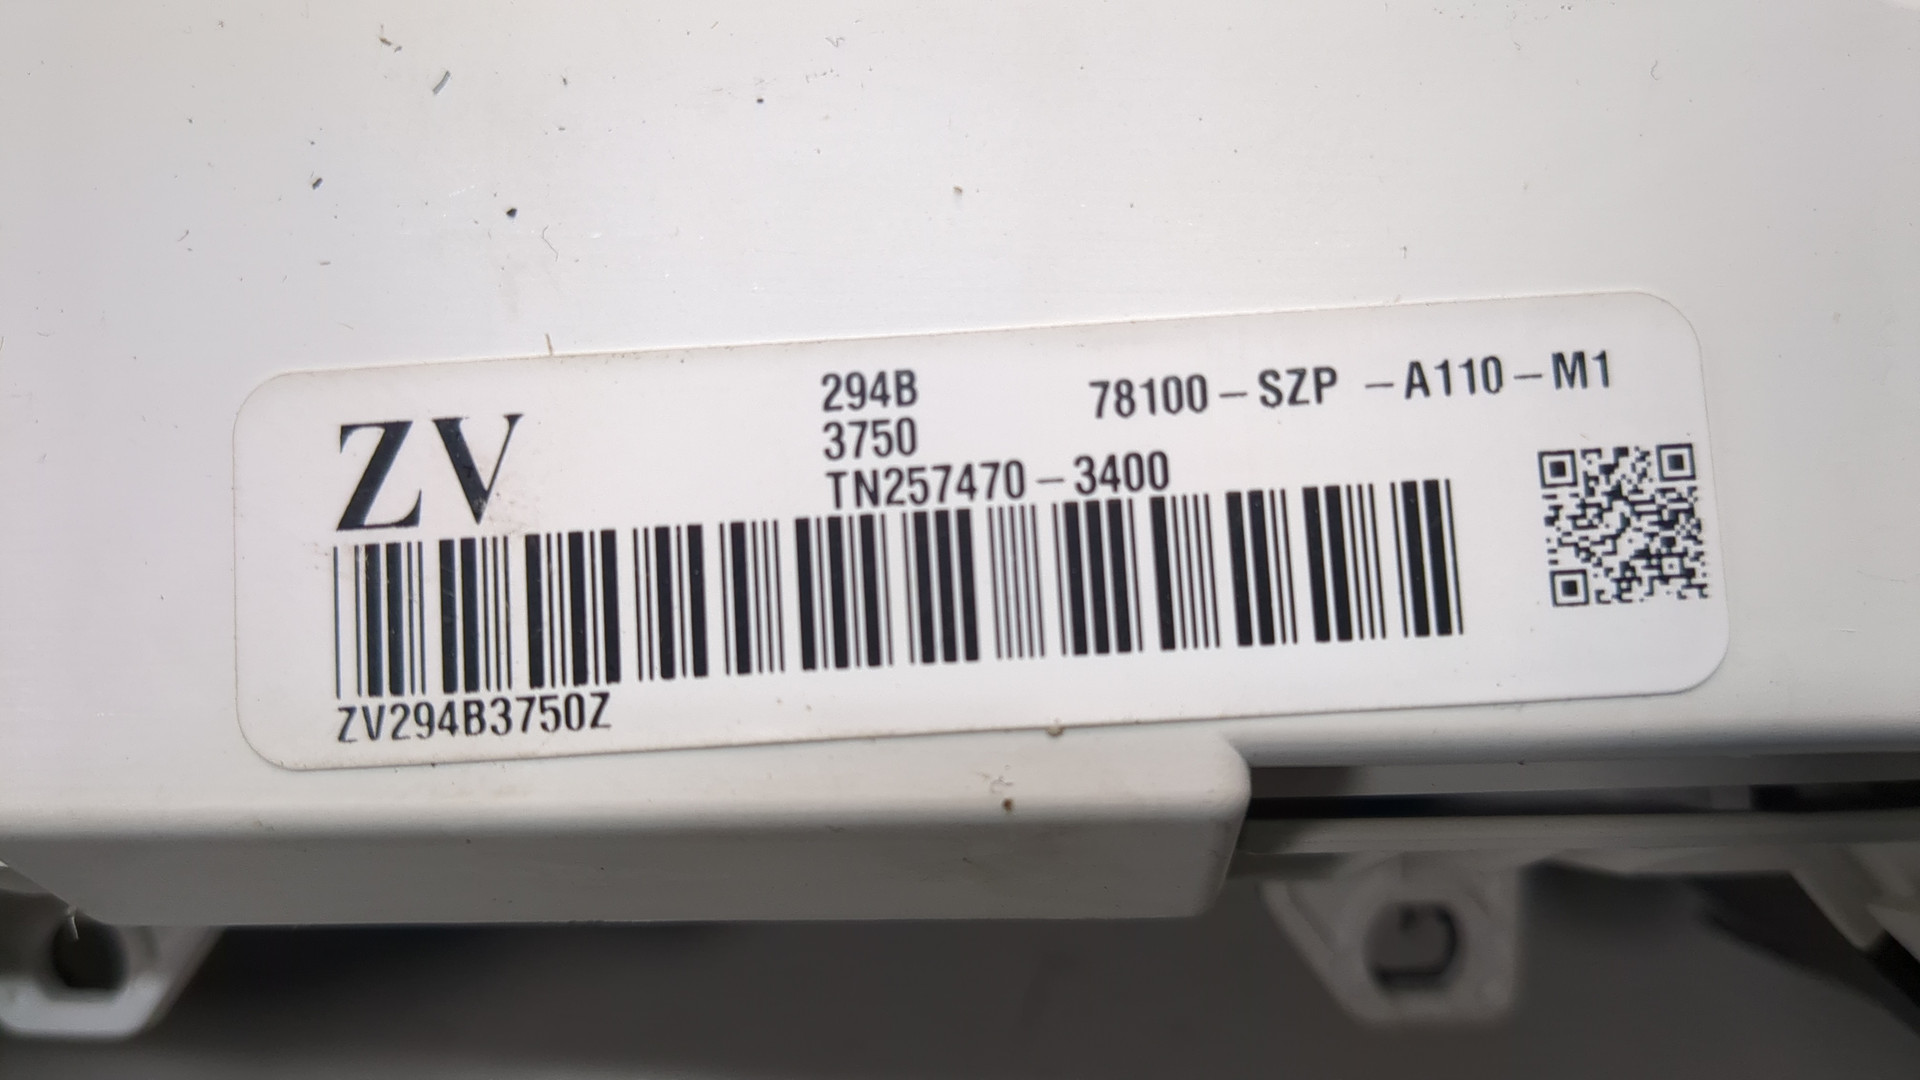 ZV
294B
3750
TN257470-3400
78100-SZP -A110-M1
ZV294B3750Z